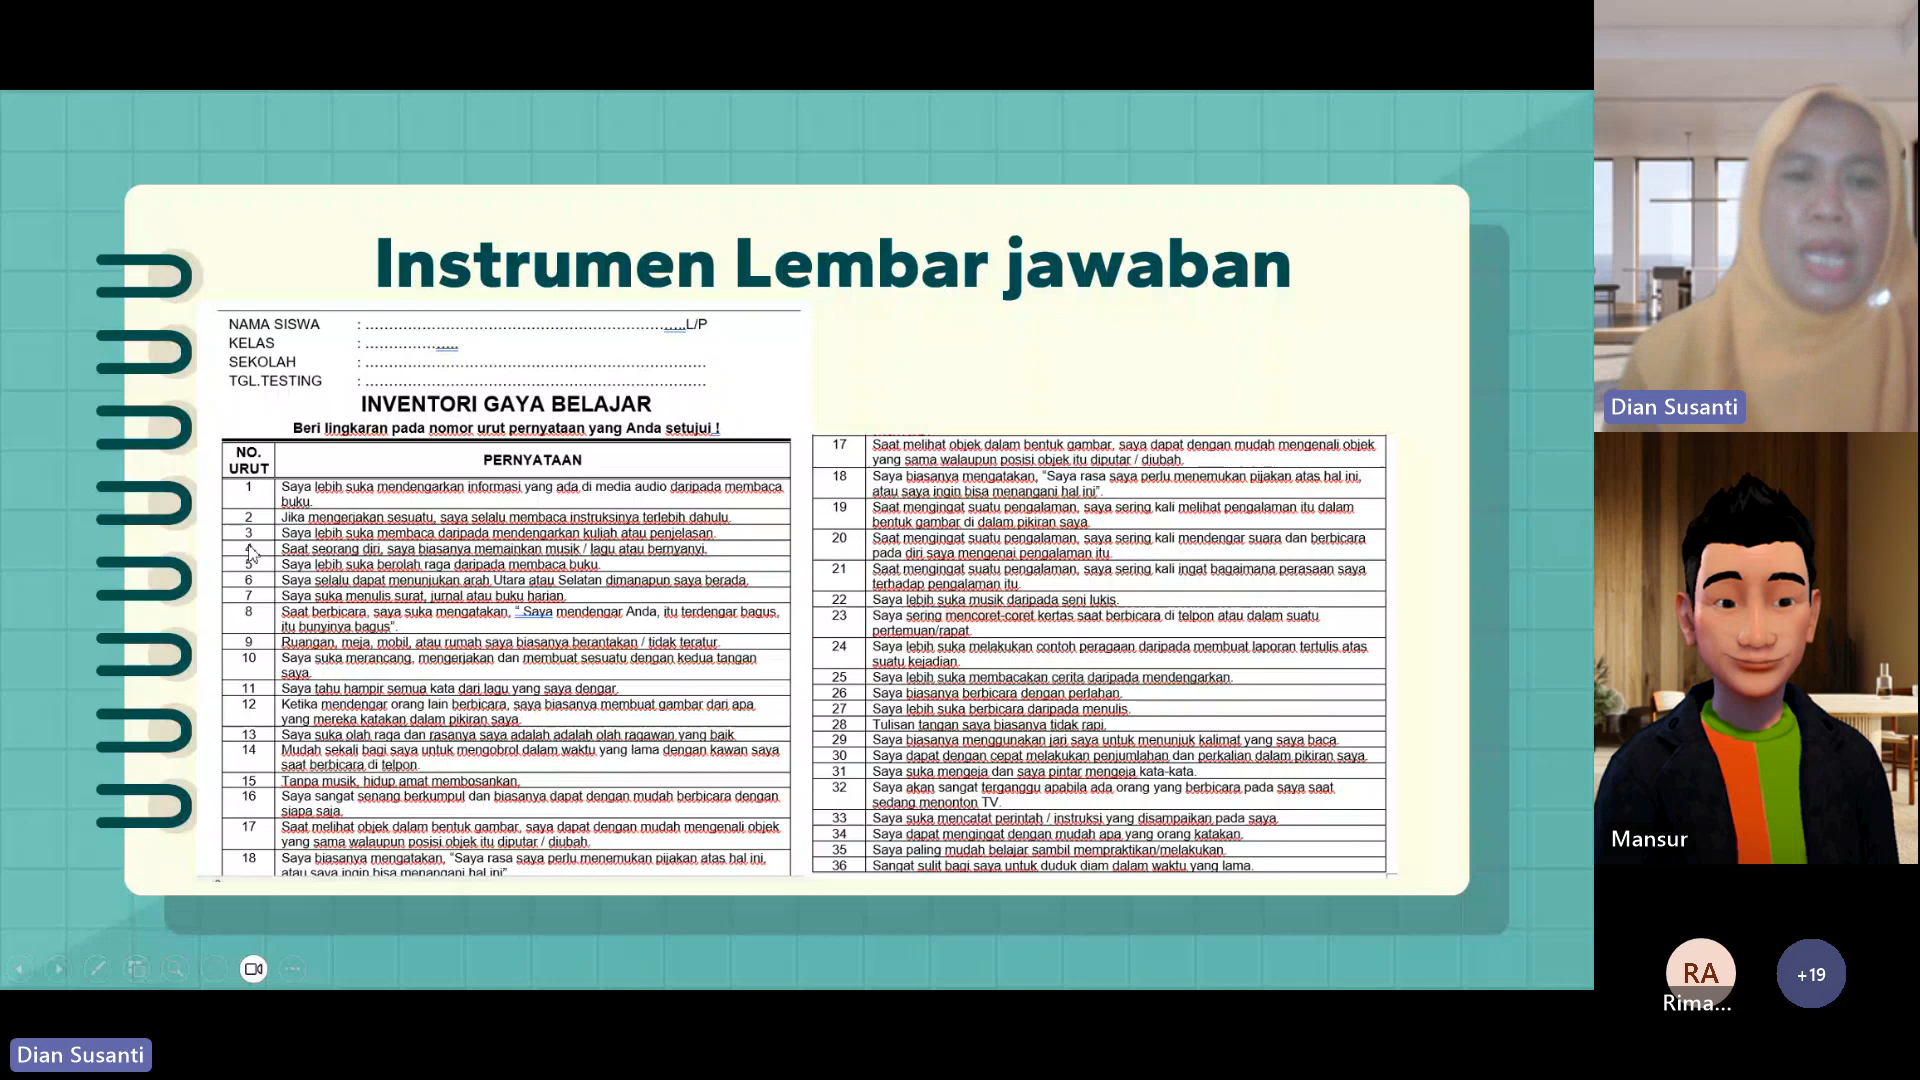 Instrumen Lembar jawaban
NAMA SISWA : ............................................................................L/P
KELAS : ....................
SEKOLAH : ........................................................................
TGL.TESTING : ........................................................................
INVENTORI GAYA BELAJAR
Beri lingkaran pada nomor urut pernyataan yang Anda setujui !
NO. URUT PERNYATAAN
1 Saya lebih suka mendengarkan informasi yang ada di media audio daripada membaca
buku.
2 Jika mengerjakan sesuatu, saya selalu membaca instruksinya terlebih dahulu.
3 Saya lebih suka membaca daripada mendengarkan kuliah atau penjelasan.
4 Saat seorang diri, saya biasanya memainkan musik / lagu atau bernyanyi.
5 Saya lebih suka berolah raga daripada membaca buku.
6 Saya selalu dapat menunjukan arah Utara atau Selatan dimanapun saya berada.
7 Saya suka menulis surat, jurnal atau buku harian.
8 Saat berbicara, saya suka mengatakan, “ Saya mendengar Anda, itu terdengar bagus,
itu bunyinya bagus”.
9 Ruangan, meja, mobil, atau rumah saya biasanya berantakan / tidak teratur.
10 Saya suka merancang, mengerjakan dan membuat sesuatu dengan kedua tangan
saya.
11 Saya tahu hampir semua kata dari lagu yang saya dengar.
12 Ketika mendengar orang lain berbicara, saya biasanya membuat gambar dari apa
yang mereka katakan dalam pikiran saya.
13 Saya suka olah raga dan rasanya saya adalah adalah olah ragawan yang baik
14 Mudah sekali bagi saya untuk mengobrol dalam waktu yang lama dengan kawan saya
saat berbicara di telpon.
15 Tanpa musik, hidup amat membosankan.
16 Saya sangat senang berkumpul dan biasanya dapat dengan mudah berbicara dengan
siapa saja.
17 Saat melihat objek dalam bentuk gambar, saya dapat dengan mudah mengenali objek
yang sama walaupun posisi objek itu diputar / diubah.
18 Saya biasanya mengatakan, “Saya rasa saya perlu menemukan pijakan atas hal ini,
atau saya ingin bisa menangani hal ini”
17 Saat melihat objek dalam bentuk gambar, saya dapat dengan mudah mengenali objek
yang sama walaupun posisi objek itu diputar / diubah.
18 Saya biasanya mengatakan, “Saya rasa saya perlu menemukan pijakan atas hal ini,
atau saya ingin bisa menangani hal ini”.
19 Saat mengingat suatu pengalaman, saya sering kali melihat pengalaman itu dalam
bentuk gambar di dalam pikiran saya.
20 Saat mengingat suatu pengalaman, saya sering kali mendengar suara dan berbicara
pada diri saya mengenai pengalaman itu.
21 Saat mengingat suatu pengalaman, saya sering kali ingat bagaimana perasaan saya
terhadap pengalaman itu.
22 Saya lebih suka musik daripada seni lukis.
23 Saya sering mencoret-coret kertas saat berbicara di telpon atau dalam suatu
pertemuan/rapat.
24 Saya lebih suka melakukan contoh peragaan daripada membuat laporan tertulis atas
suatu kejadian.
25 Saya lebih suka membacakan cerita daripada mendengarkan.
26 Saya biasanya berbicara dengan perlahan.
27 Saya lebih suka berbicara daripada menulis.
28 Tulisan tangan saya biasanya tidak rapi.
29 Saya biasanya menggunakan jari saya untuk menunjuk kalimat yang saya baca.
30 Saya dapat dengan cepat melakukan penjumlahan dan perkalian dalam pikiran saya.
31 Saya suka mengeja dan saya pintar mengeja kata-kata.
32 Saya akan sangat terganggu apabila ada orang yang berbicara pada saya saat
sedang menonton TV.
33 Saya suka mencatat perintah / instruksi yang disampaikan pada saya.
34 Saya dapat mengingat dengan mudah apa yang orang katakan.
35 Saya paling mudah belajar sambil mempraktikan/melakukan.
36 Sangat sulit bagi saya untuk duduk diam dalam waktu yang lama.
Dian Susanti
Mansur
RA
Rima...
+19
Dian Susanti